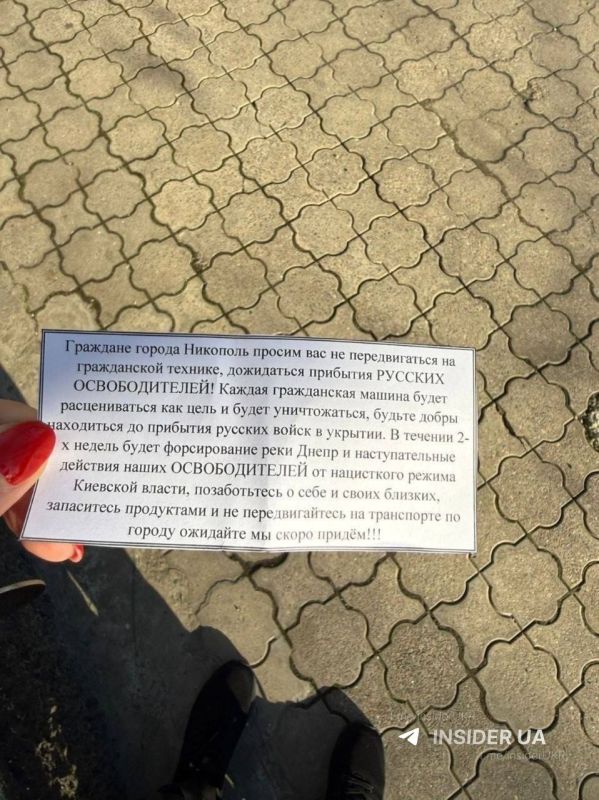 Граждане города Никополь просим вас не передвигаться на
гражданской технике, дожидаться прибытия РУССКИХ
ОСВОБОДИТЕЛЕЙ! Каждая гражданская машина будет
расцениваться как цель и будет уничтожаться, будьте добры
находиться до прибытия русских войск в укрытии. В течении 2-
х недель будет форсирование реки Днепр и наступательные
действия наших ОСВОБОДИТЕЛЕЙ от нацисткого режима
Киевской власти, позаботьтесь о себе и своих близких,
запаситесь продуктами и не передвигайтесь на транспорте по
городу ожидайте мы скоро придём!!!
INSIDER UA